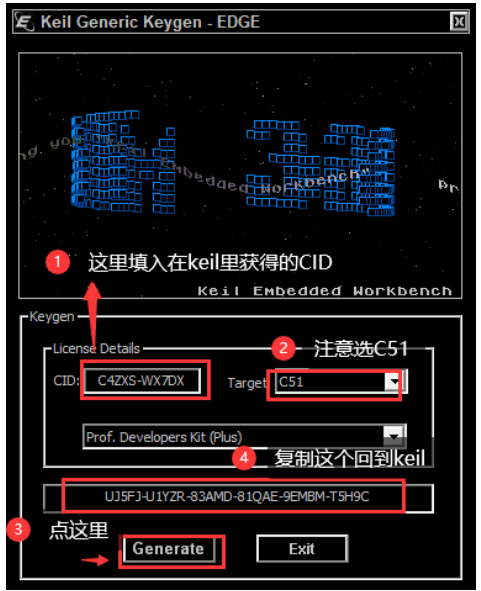 Keil Generic Keygen - EDGE
ng, you "Keil Embedded Workbench" Pr
1 这里填入在keil里获得的CID
Keil Embedded Workbench
Keygen
License Details
2 注意选C51
CID: C4ZXS-WX7DX Target C51
Prof. Developers Kit (Plus)
4 复制这个回到keil
UJ5FJ-U1YZR-83AMD-81QAE-9EMBM-T5H9C
3 点这里
Generate Exit